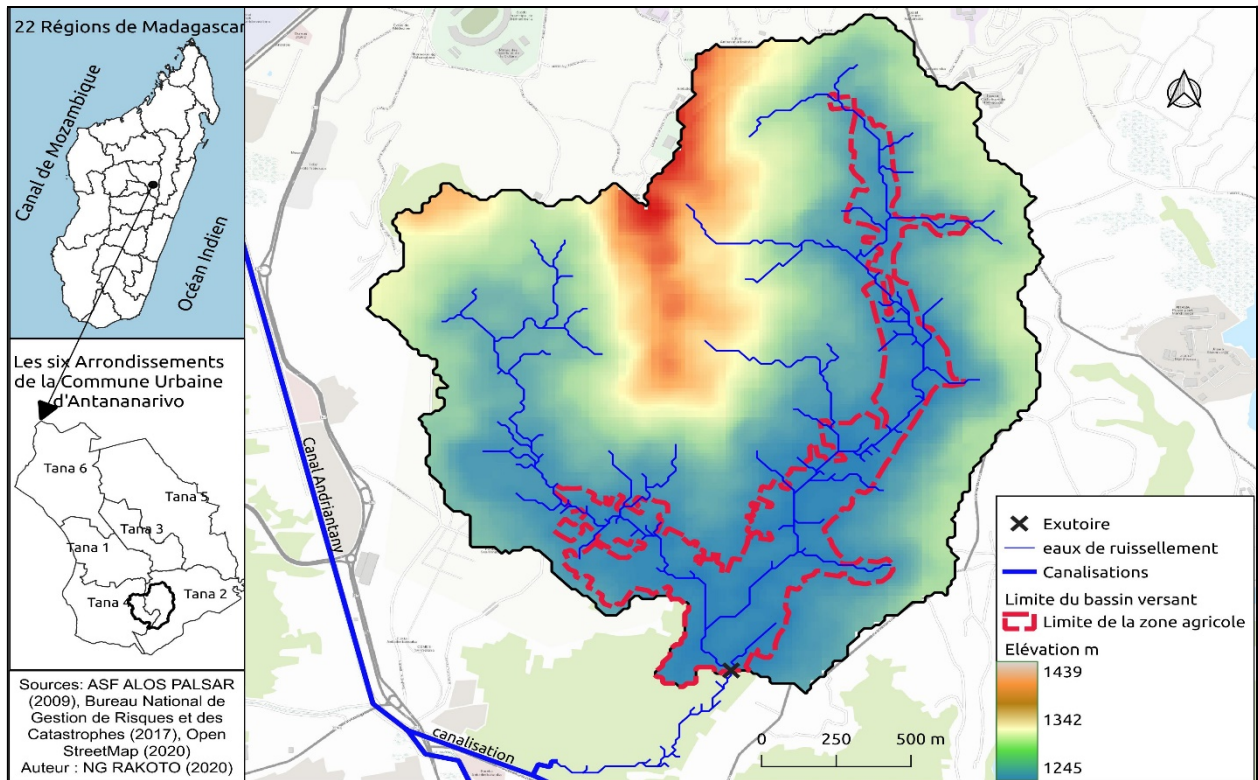 22 Régions de Madagascar
Canal de Mozambique
Océan Indien
Les six Arrondissements
de la Commune Urbaine
d'Antananarivo
Tana 6
Tana 5
Tana 3
Tana 1
Tana 4
Tana 2
Sources: ASF ALOS PALSAR
(2009), Bureau National de
Gestion de Risques et des
Catastrophes (2017), Open
StreetMap (2020)
Auteur : NG RAKOTO (2020)
Canal Andriantany
canalisation
0 250 500 m
Exutoire
eaux de ruissellement
Canalisations
Limite du bassin versant
Limite de la zone agricole
Elévation m
1439
1342
1245